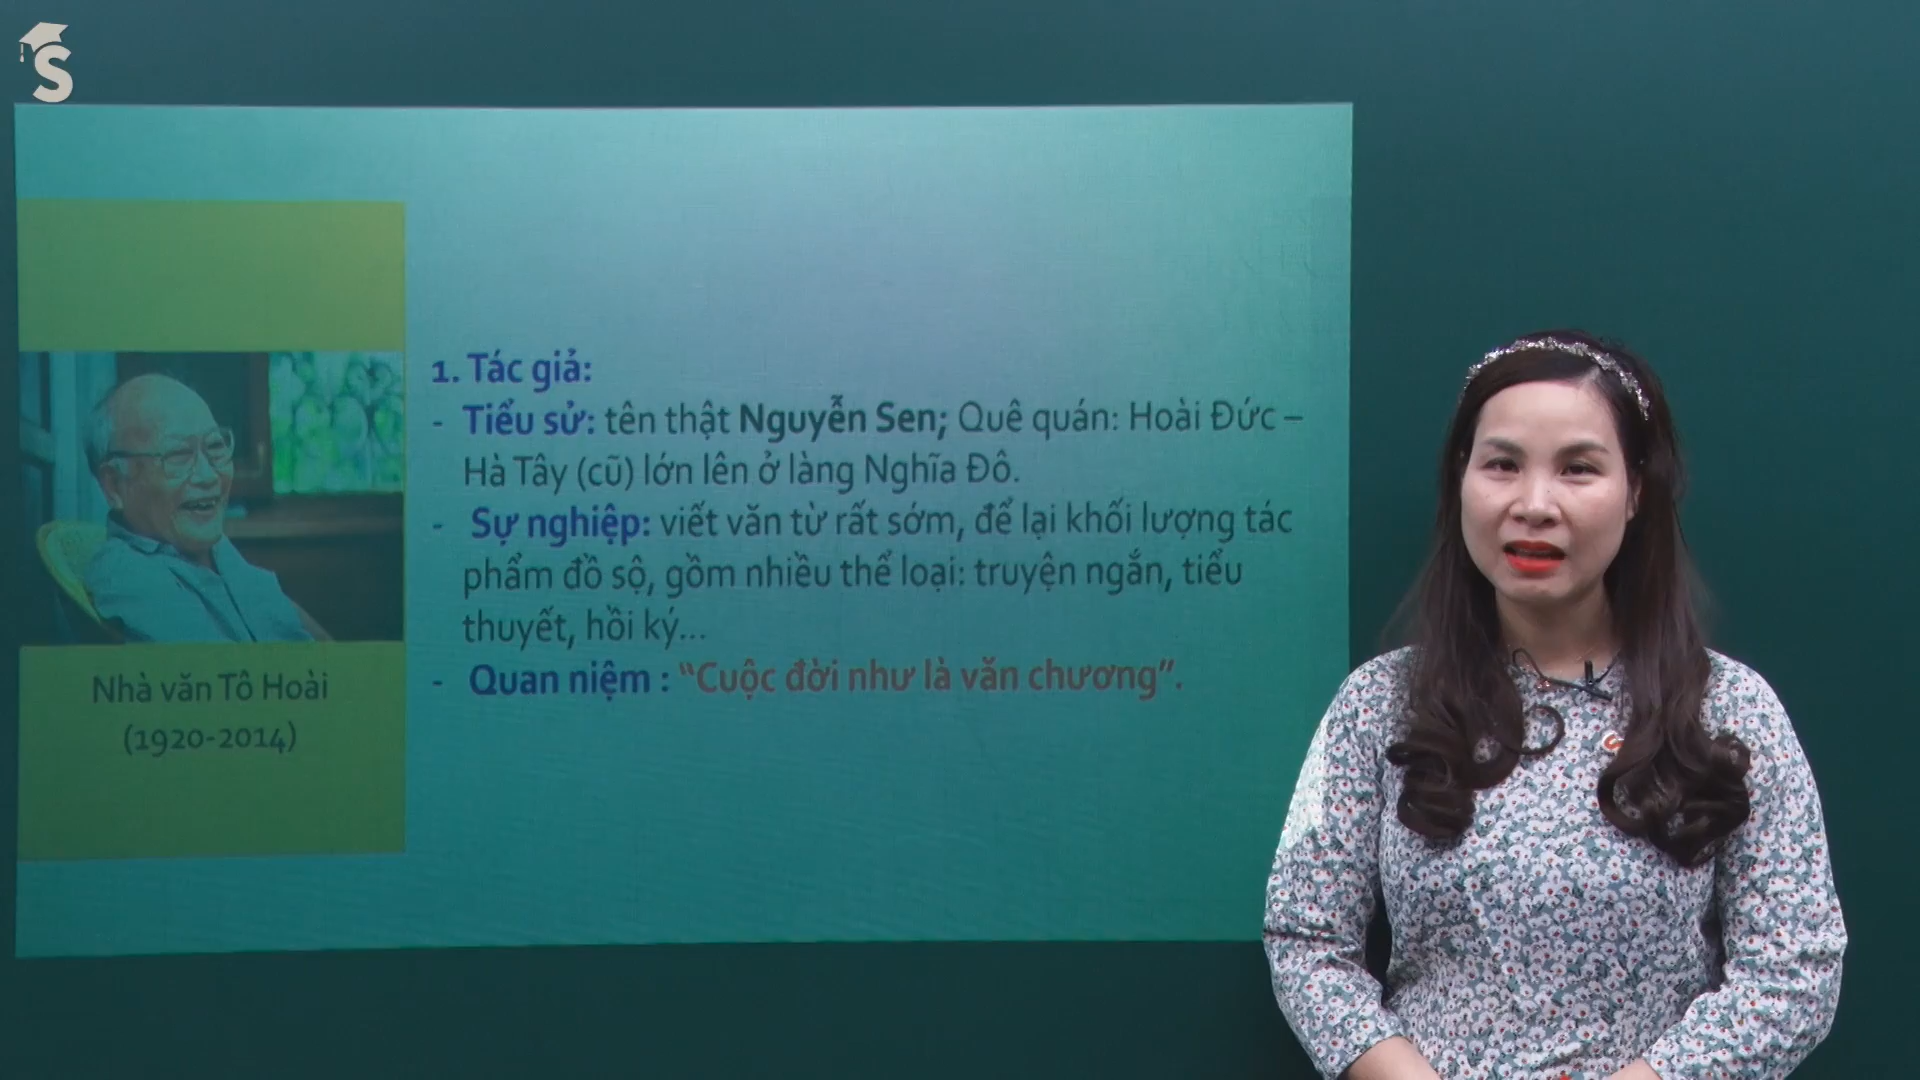 S
1. Tác giả:
- Tiểu sử: tên thật Nguyễn Sen; Quê quán: Hoài Đức –
Hà Tây (cũ) lớn lên ở làng Nghĩa Đô.
- Sự nghiệp: viết văn từ rất sớm, để lại khối lượng tác
phẩm đồ sộ, gồm nhiều thể loại: truyện ngắn, tiểu
thuyết, hồi ký...
- Quan niệm : “Cuộc đời như là văn chương”.
Nhà văn Tô Hoài
(1920-2014)